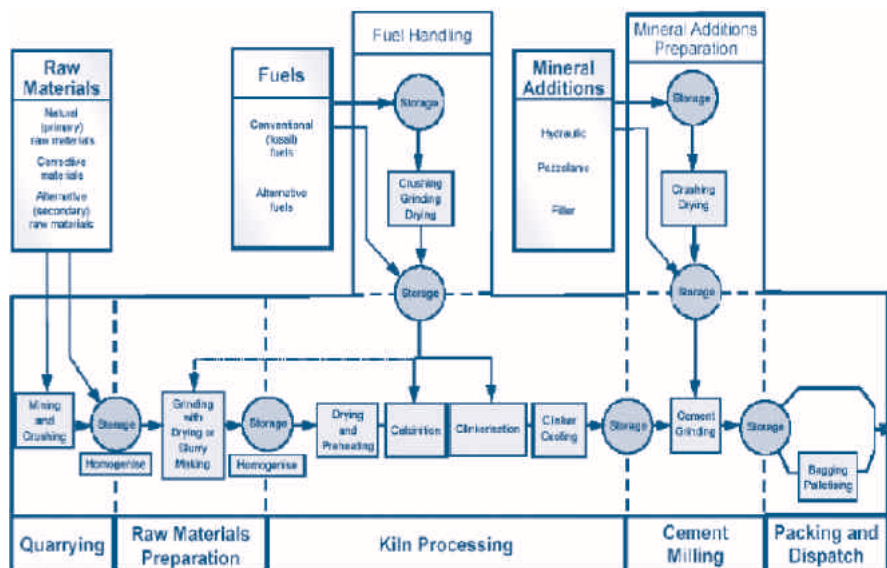 Fuel Handling
Mineral Additions
Preparation
Raw
Materials
Natural
(primary)
raw materials
Corrective
materials
Alternative
(secondary)
raw materials
Fuels
Conventional
(fossil)
fuels
Alternative
fuels
Storage
Crushing
Grinding
Drying
Storage
Mineral
Additions
Hydraulic
Pozzolanic
Filler
Storage
Crushing
Drying
Storage
Mining
and
Crushing
Storage
Homogenise
Grinding
with
Drying or
Slurry
Making
Storage
Homogenise
Drying
and
Preheating
Calcination
Clinkerisation
Clinker
Cooling
Storage
Cement
Grinding
Storage
Bagging
Palletising
Quarrying
Raw Materials
Preparation
Kiln Processing
Cement
Milling
Packing and
Dispatch